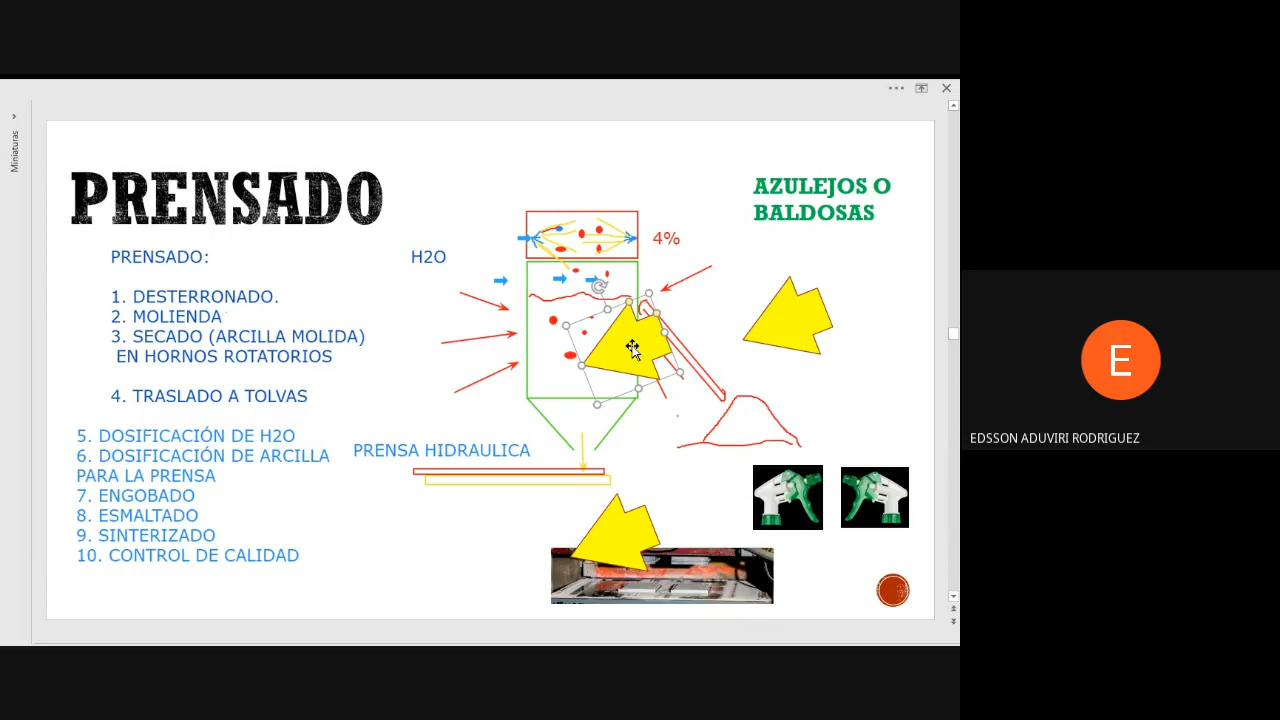 Miniaturas
PRENSADO
AZULEJOS O
BALDOSAS
PRENSADO:
H2O
4%
1. DESTERRONADO.
2. MOLIENDA
3. SECADO (ARCILLA MOLIDA)
EN HORNOS ROTATORIOS
4. TRASLADO A TOLVAS
5. DOSIFICACIÓN DE H2O
6. DOSIFICACIÓN DE ARCILLA
PARA LA PRENSA
7. ENGOBADO
8. ESMALTADO
9. SINTERIZADO
10. CONTROL DE CALIDAD
PRENSA HIDRAULICA
E
EDSSON ADUVIRI RODRIGUEZ